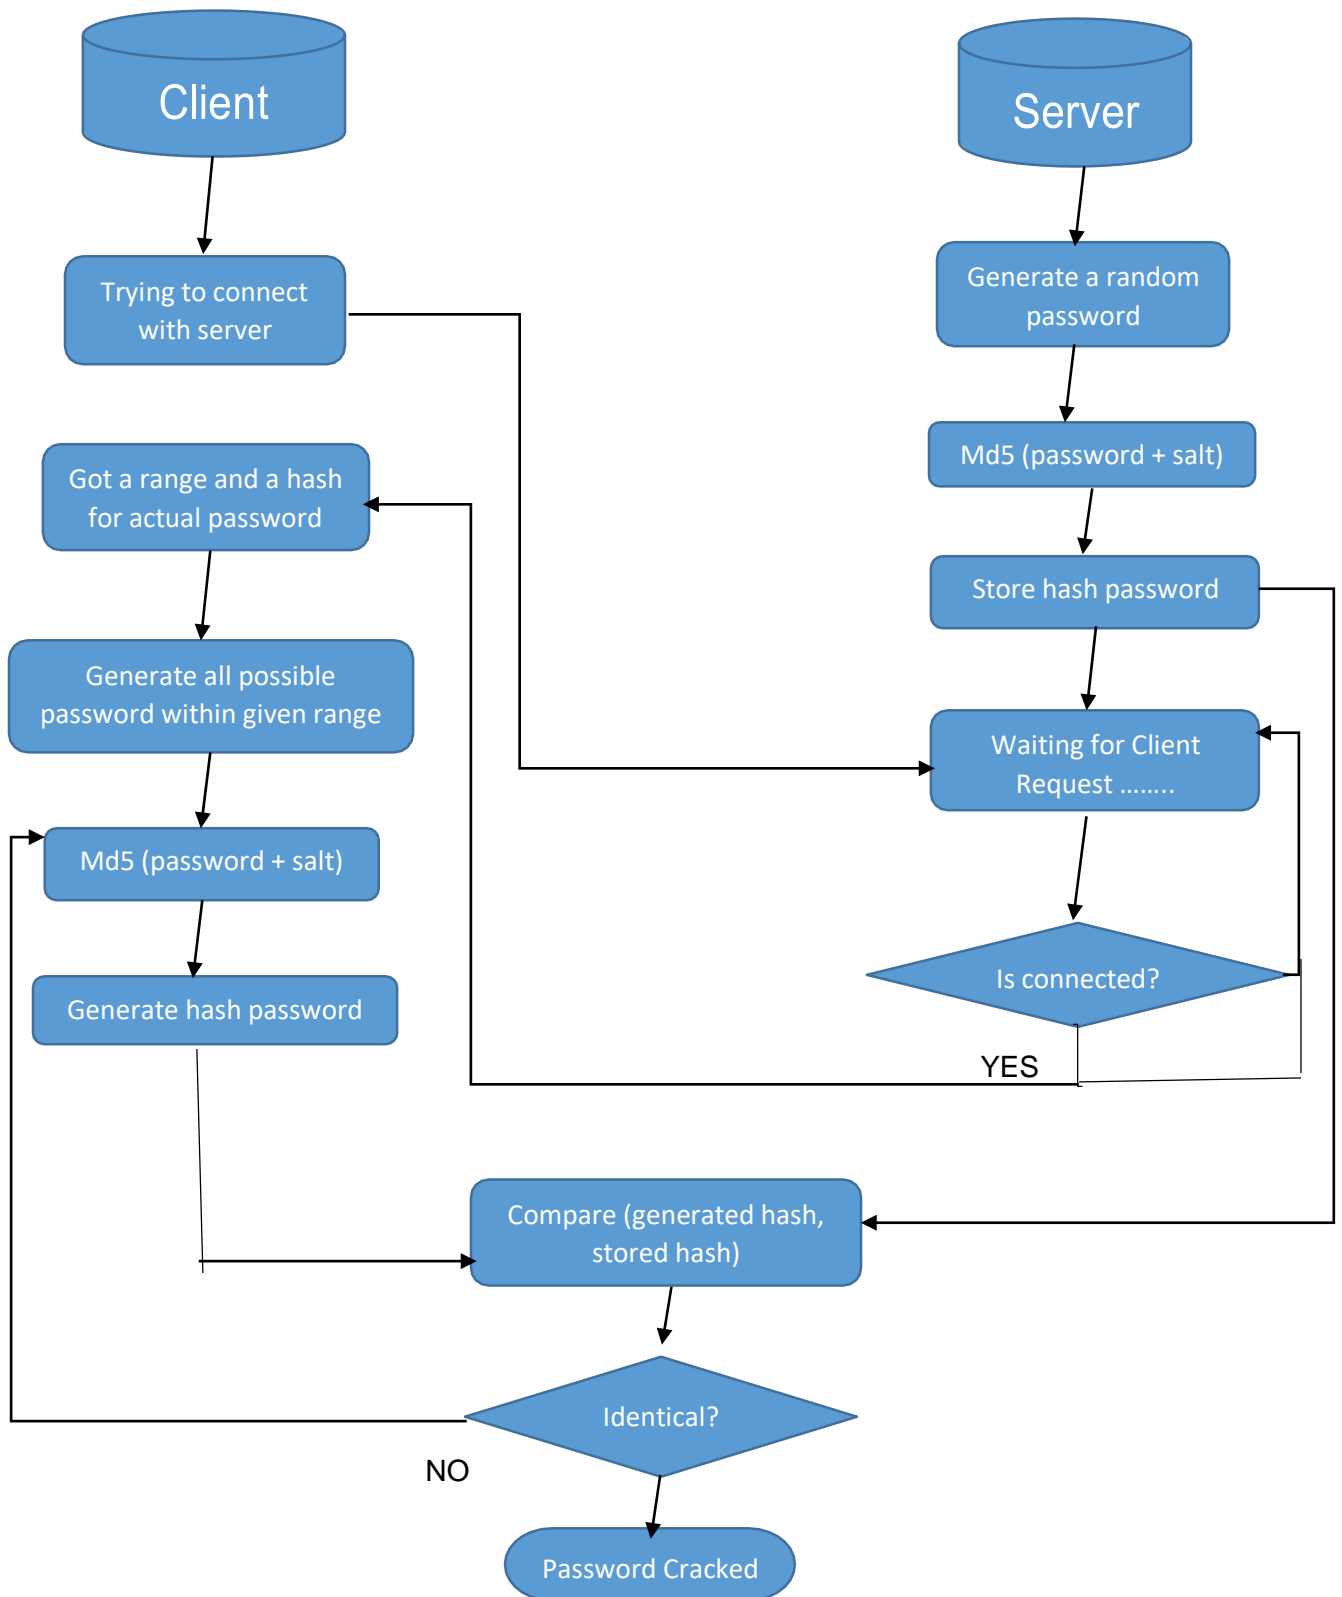 Client
Server
Trying to connect
with server
Generate a random
password
Md5 (password + salt)
Got a range and a hash
for actual password
Store hash password
Generate all possible
password within given range
Waiting for Client
Request ........
Md5 (password + salt)
Is connected?
Generate hash password
YES
Compare (generated hash,
stored hash)
Identical?
NO
Password Cracked